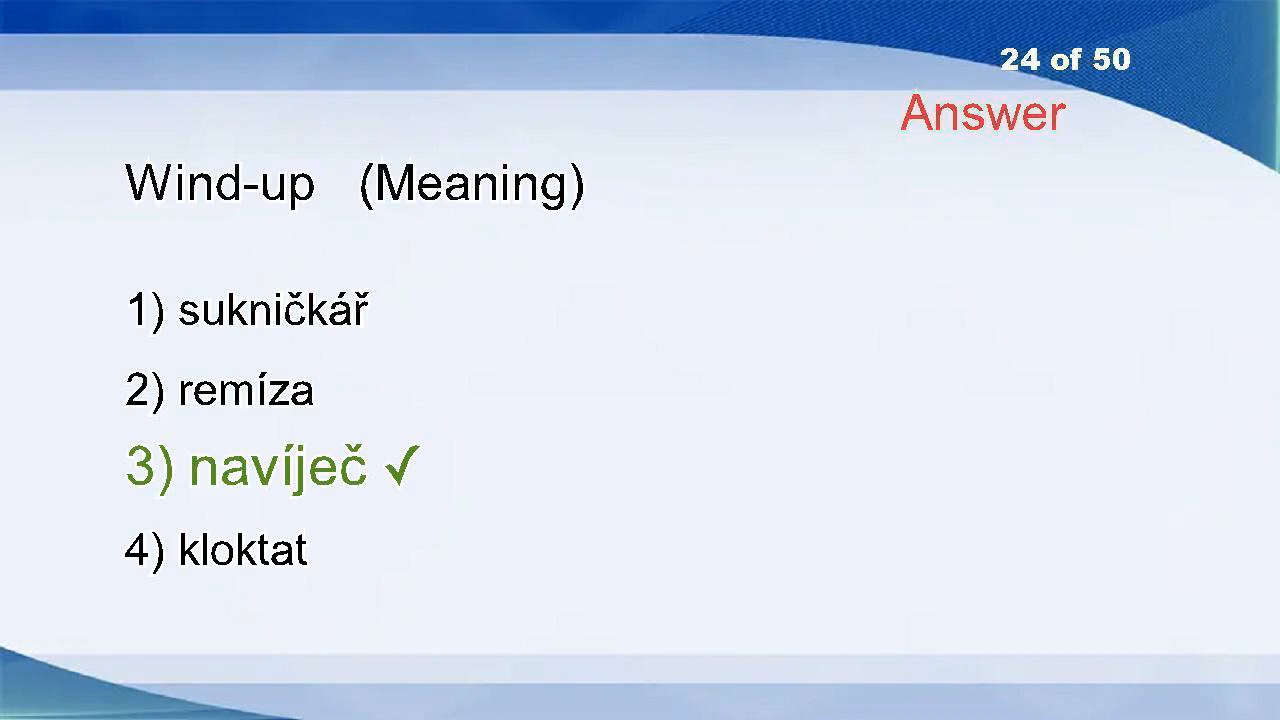 24 of 50
Answer
Wind-up (Meaning)
1) sukničkář
2) remíza
3) navíječ ✓
4) kloktat